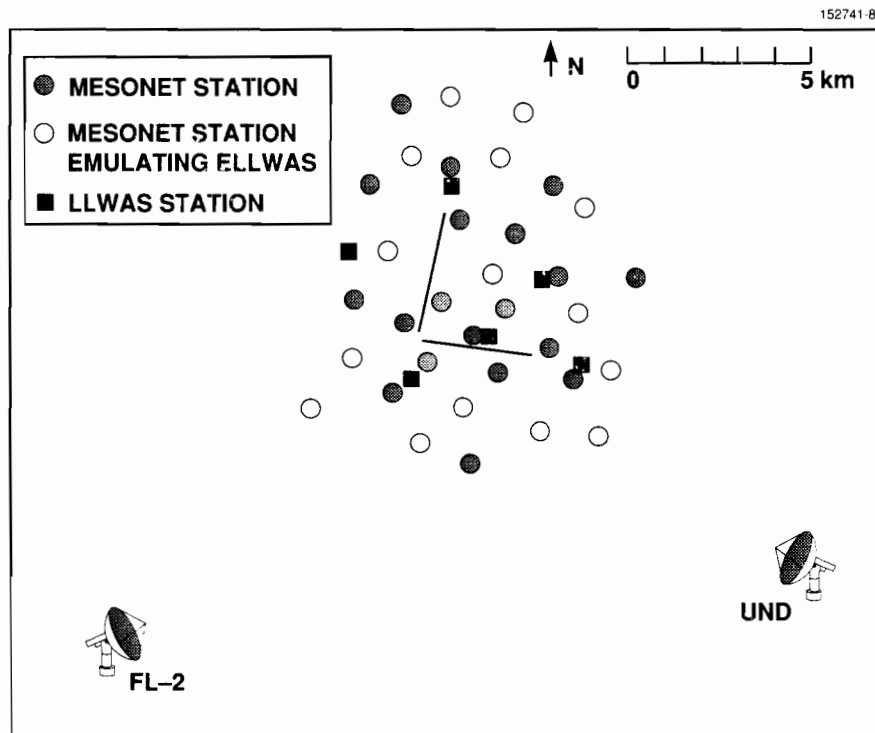 152741-8
N
0 5 km
MESONET STATION
MESONET STATION
EMULATING ELLWAS
LLWAS STATION
UND
FL–2